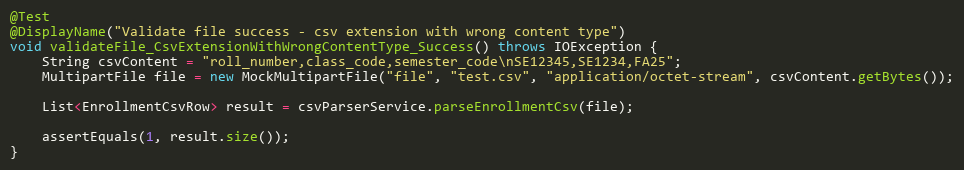 @Test
@DisplayName("Validate file success - csv extension with wrong content type")
void validateFile_CsvExtensionWithWrongContentType_Success() throws IOException {
    String csvContent = "roll_number,class_code,semester_code\nSE12345,SE1234,FA25";
    MultipartFile file = new MockMultipartFile("file", "test.csv", "application/octet-stream", csvContent.getBytes());

    List<EnrollmentCsvRow> result = csvParserService.parseEnrollmentCsv(file);

    assertEquals(1, result.size());
}